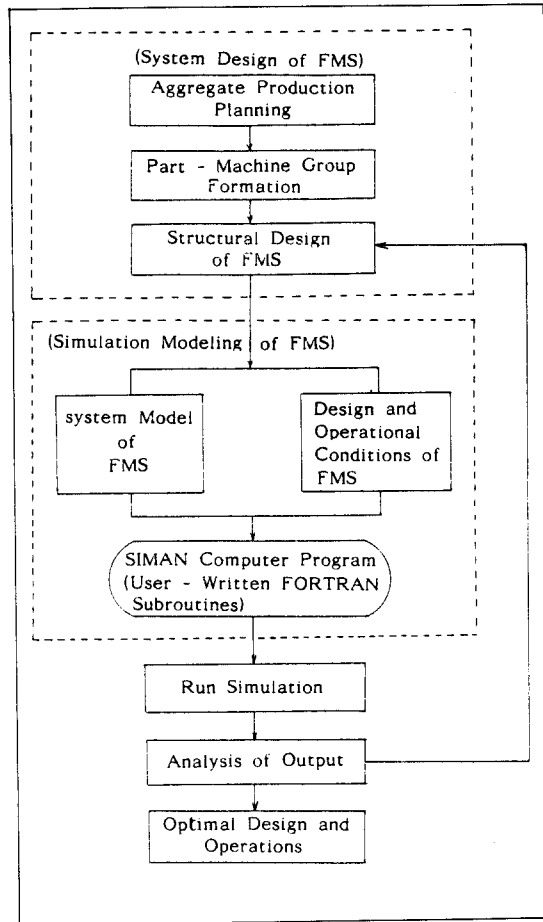 (System Design of FMS)
Aggregate Production
Planning
Part - Machine Group
Formation
Structural Design
of FMS
(Simulation Modeling of FMS)
system Model
of
FMS
Design and
Operational
Conditions of
FMS
SIMAN Computer Program
(User - Written FORTRAN
Subroutines)
Run Simulation
Analysis of Output
Optimal Design and
Operations